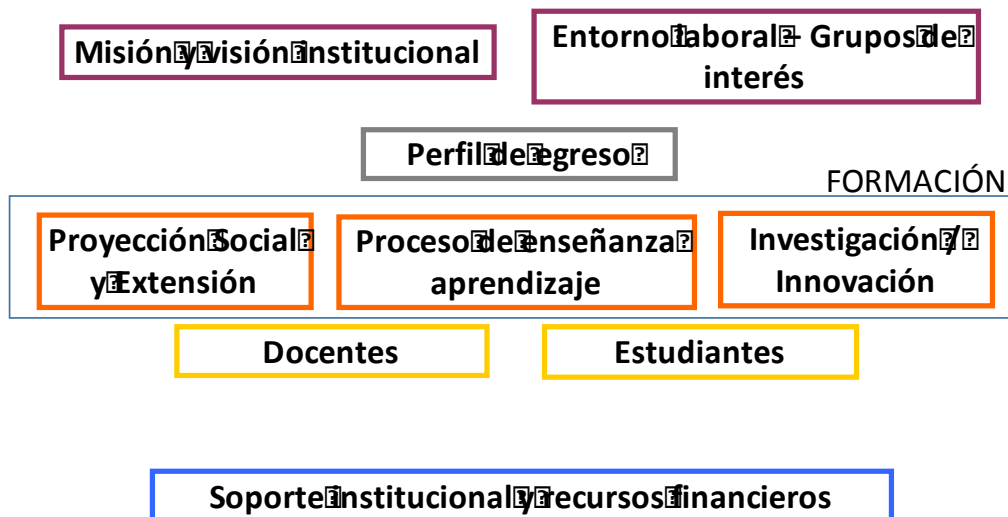 Misión y visión institucional
Entorno laboral – Grupos de
interés
Perfil de egreso
FORMACIÓN
Proyección Social
y Extensión
Proceso de enseñanza
aprendizaje
Investigación /
Innovación
Docentes
Estudiantes
Soporte institucional y recursos financieros